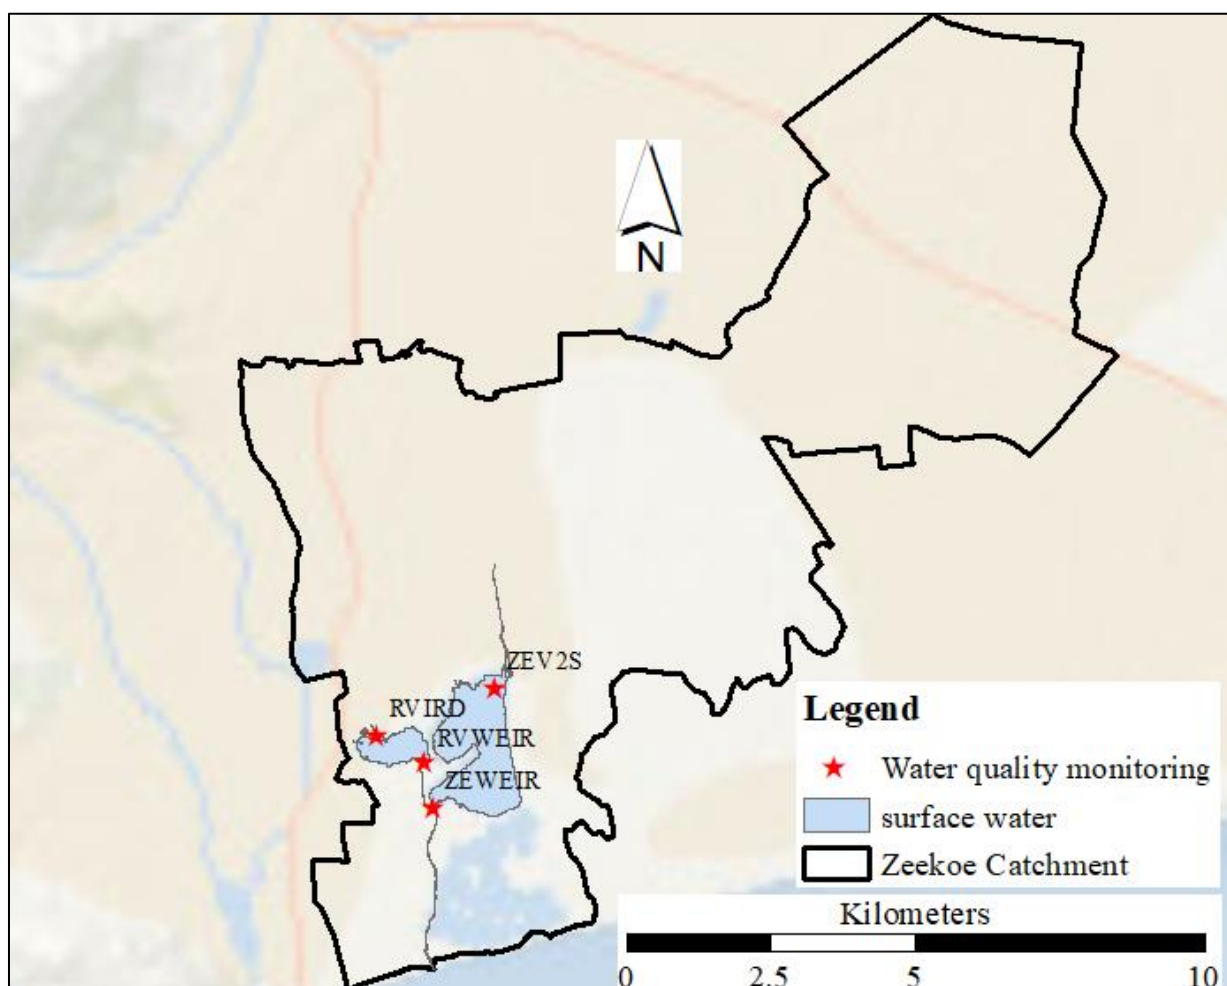 N
ZEV2S
RVIRD
RVWEIR
ZEWEIR
Legend
Water quality monitoring
surface water
Zeekoe Catchment
Kilometers
0 2.5 5 10